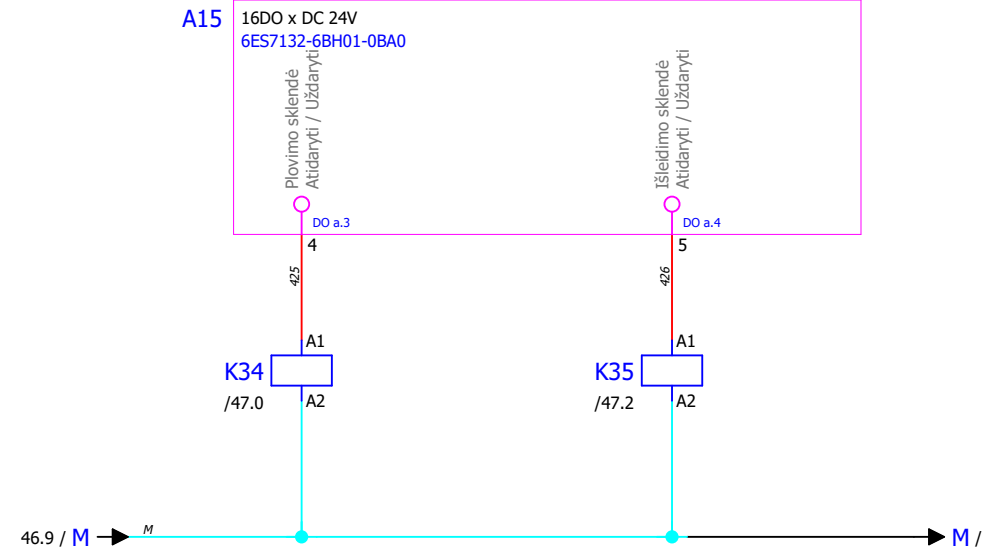 A15
16DO x DC 24V
6ES7132-6BH01-0BA0
Plovimo sklendė
Atidaryti / Uždaryti
Išleidimo sklendė
Atidaryti / Uždaryti
DO a.3
DO a.4
4
5
425
426
A1
A1
K34
K35
/47.0
A2
/47.2
A2
46.9 / M
M
M /